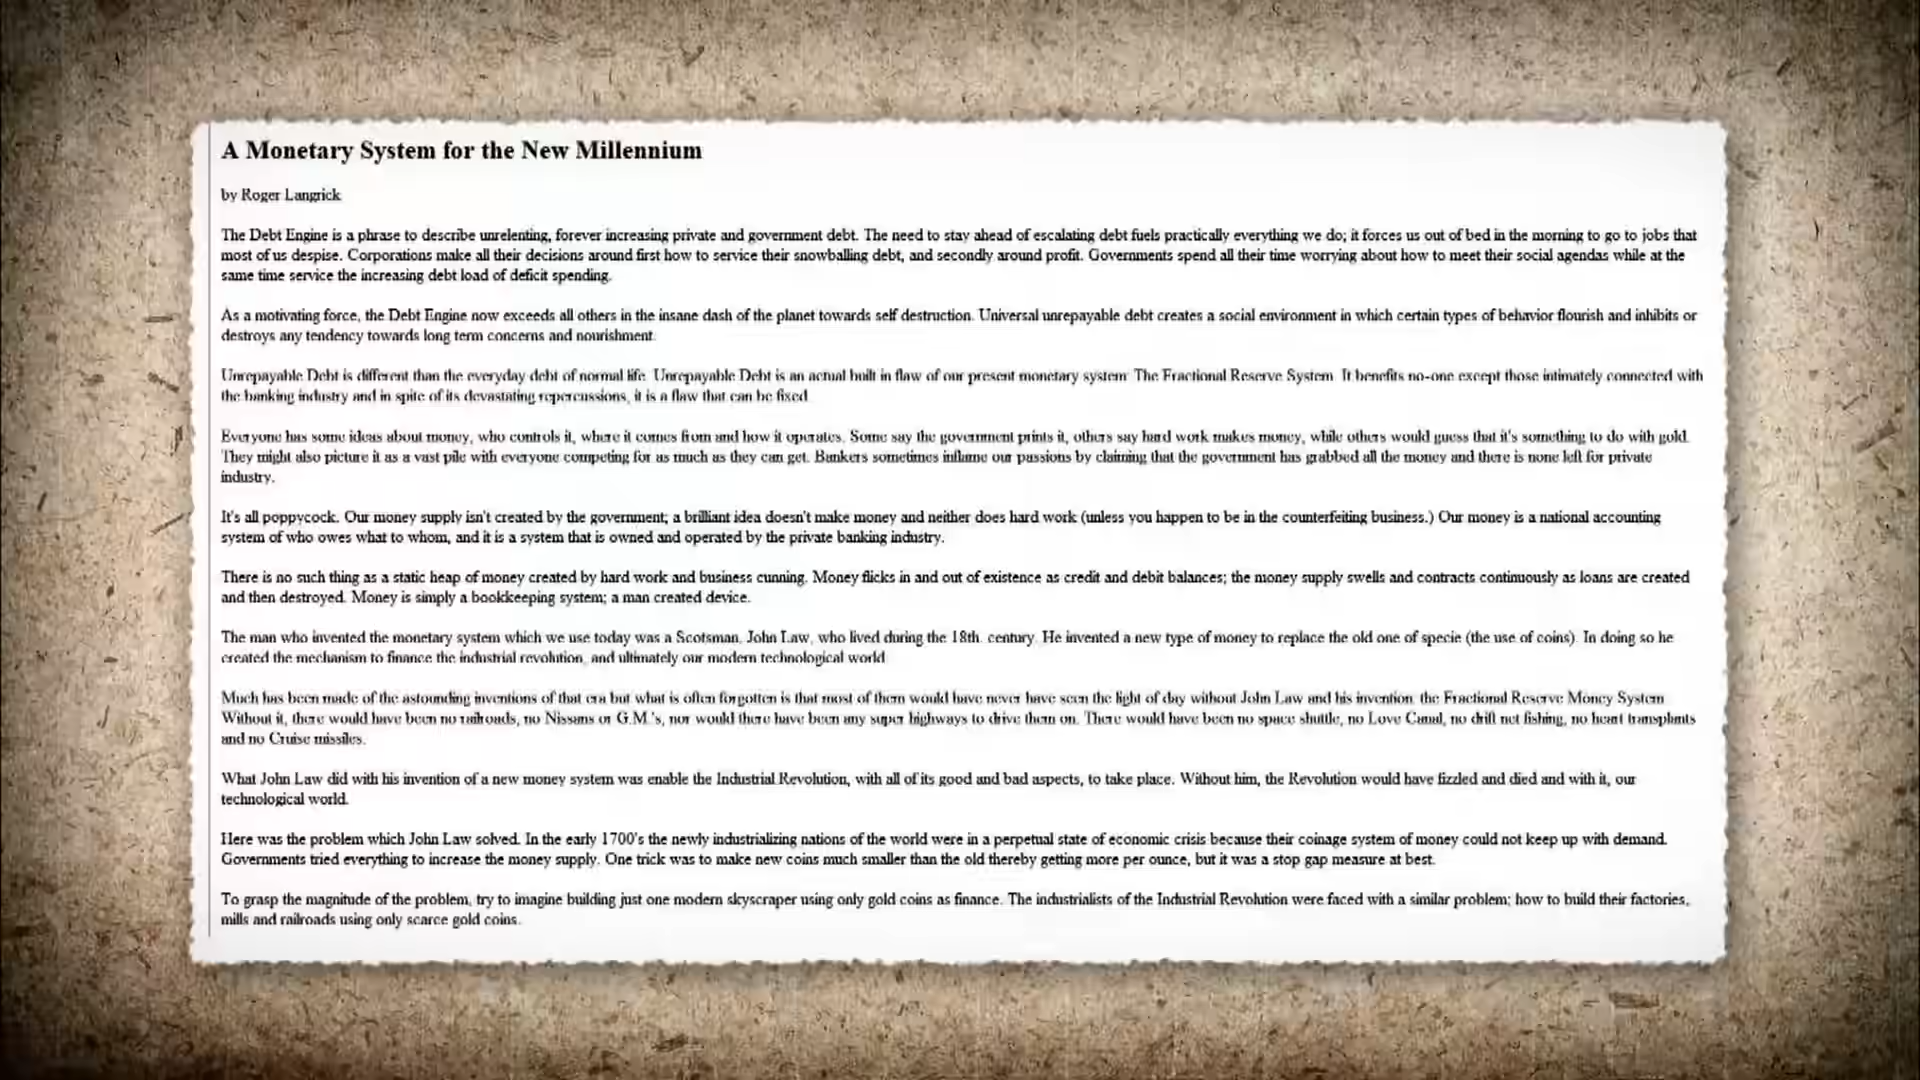 A Monetary System for the New Millennium
by Roger Langrick
The Debt Engine is a phrase to describe unrelenting, forever increasing private and government debt. The need to stay ahead of escalating debt fuels practically everything we do; it forces us out of bed in the morning to go to jobs that
most of us despise. Corporations make all their decisions around first how to service their snowballing debt, and secondly around profit. Governments spend all their time worrying about how to meet their social agendas while at the
same time service the increasing debt load of deficit spending.
As a motivating force, the Debt Engine now exceeds all others in the insane dash of the planet towards self destruction. Universal unrepayable debt creates a social environment in which certain types of behavior flourish and inhibits or
destroys any tendency towards long term concerns and nourishment.
Unrepayable Debt is different than the everyday debt of normal life. Unrepayable Debt is an actual built in flaw of our present monetary system: The Fractional Reserve System. It benefits no-one except those intimately connected with
the banking industry and in spite of its devastating repercussions, it is a flaw that can be fixed.
Everyone has some ideas about money, who controls it, where it comes from and how it operates. Some say the government prints it, others say hard work makes money, while others would guess that it's something to do with gold.
They might also picture it as a vast pile with everyone competing for as much as they can get. Bankers sometimes inflame our passions by claiming that the government has grabbed all the money and there is none left for private
industry.
It's all poppycock. Our money supply isn't created by the government; a brilliant idea doesn't make money and neither does hard work (unless you happen to be in the counterfeiting business.) Our money is a national accounting
system of who owes what to whom, and it is a system that is owned and operated by the private banking industry.
There is no such thing as a static heap of money created by hard work and business cunning. Money flicks in and out of existence as credit and debit balances; the money supply swells and contracts continuously as loans are created
and then destroyed. Money is simply a bookkeeping system; a man created device.
The man who invented the monetary system which we use today was a Scotsman, John Law, who lived during the 18th. century. He invented a new type of money to replace the old one of specie (the use of coins). In doing so he
created the mechanism to finance the industrial revolution, and ultimately our modern technological world.
Much has been made of the astounding inventions of that era but what is often forgotten is that most of them would have never have seen the light of day without John Law and his invention, the Fractional Reserve Money System.
Without it, there would have been no railroads, no Nissans or G.M.'s, nor would there have been any super highways to drive them on. There would have been no space shuttle, no Love Canal, no drift net fishing, no heart transplants
and no Cruise missiles.
What John Law did with his invention of a new money system was enable the Industrial Revolution, with all of its good and bad aspects, to take place. Without him, the Revolution would have fizzled and died and with it, our
technological world.
Here was the problem which John Law solved. In the early 1700's the newly industrializing nations of the world were in a perpetual state of economic crisis because their coinage system of money could not keep up with demand.
Governments tried everything to increase the money supply. One trick was to make new coins much smaller than the old thereby getting more per ounce, but it was a stop gap measure at best.
To grasp the magnitude of the problem, try to imagine building just one modern skyscraper using only gold coins as finance. The industrialists of the Industrial Revolution were faced with a similar problem; how to build their factories,
mills and railroads using only scarce gold coins.